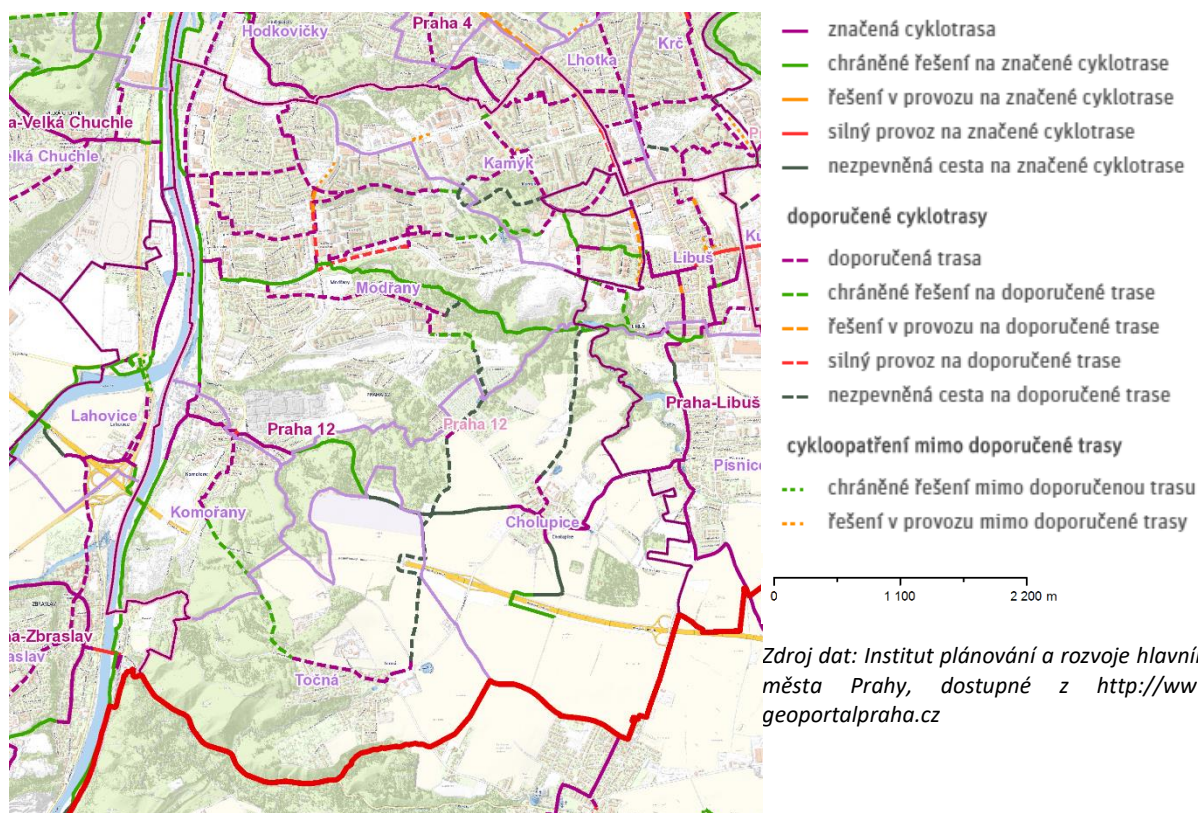 Hodkovičky
Praha 4
Krč
Lhotka
a-Velká Chuchle
elká Chuchle
Kamýk
Libuš
Modřany
Lahovice
Praha 12
Praha 12
Praha-Libuš
Písnice
Komořany
Cholupice
Cholupice
ZBRASLAV
na-Zbraslav
aslav
Točná
značená cyklotrasa
chráněné řešení na značené cyklotrase
řešení v provozu na značené cyklotrase
silný provoz na značené cyklotrase
nezpevněná cesta na značené cyklotrase
doporučené cyklotrasy
doporučená trasa
chráněné řešení na doporučené trase
řešení v provozu na doporučené trase
silný provoz na doporučené trase
nezpevněná cesta na doporučené trase
cykloopatření mimo doporučené trasy
chráněné řešení mimo doporučenou trasu
řešení v provozu mimo doporučené trasy
0 1 100 2 200 m
Zdroj dat: Institut plánování a rozvoje hlavní
města Prahy, dostupné z http://ww
geoportalpraha.cz